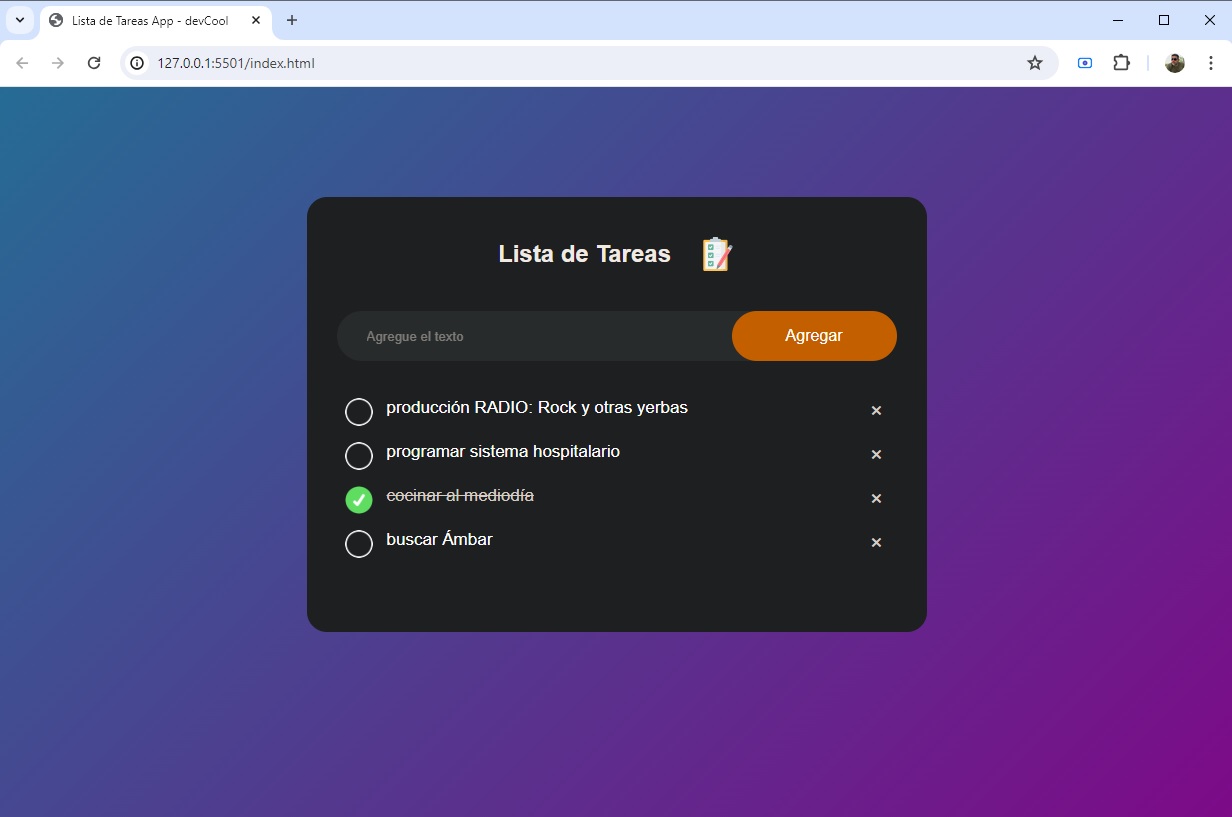 Lista de Tareas App - devCool
127.0.0.1:5501/index.html
Lista de Tareas
Agregue el texto
Agregar
producción RADIO: Rock y otras yerbas
programar sistema hospitalario
cocinar al mediodía
buscar Ámbar